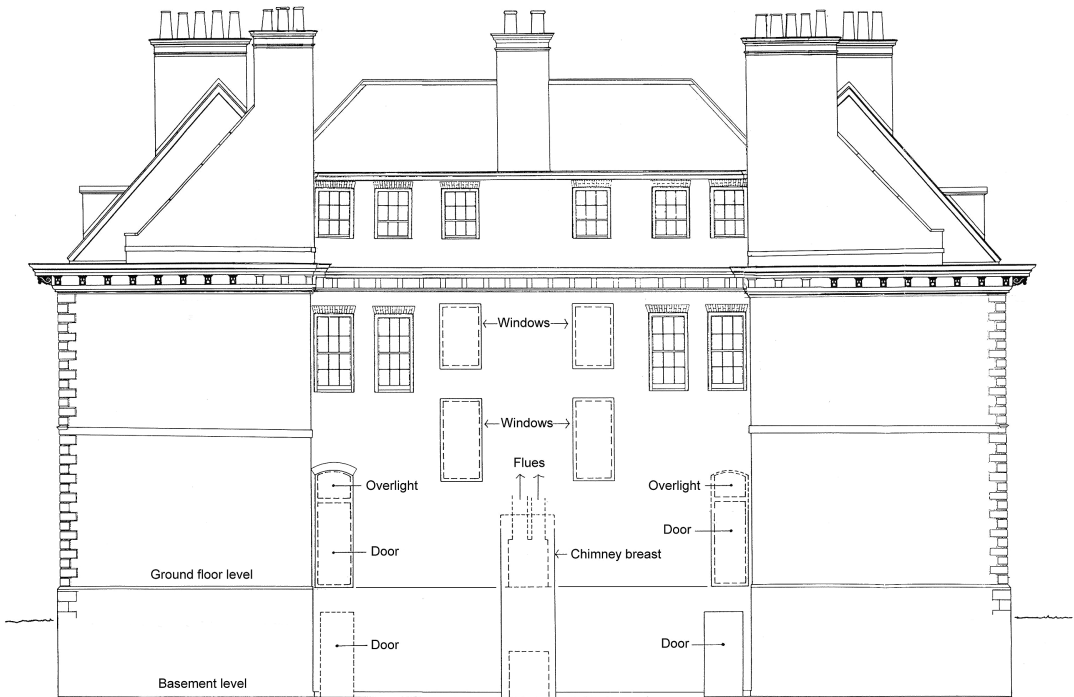 Windows
Windows
Flues
Overlight
Overlight
Door
Door
Chimney breast
Ground floor level
Door
Door
Basement level